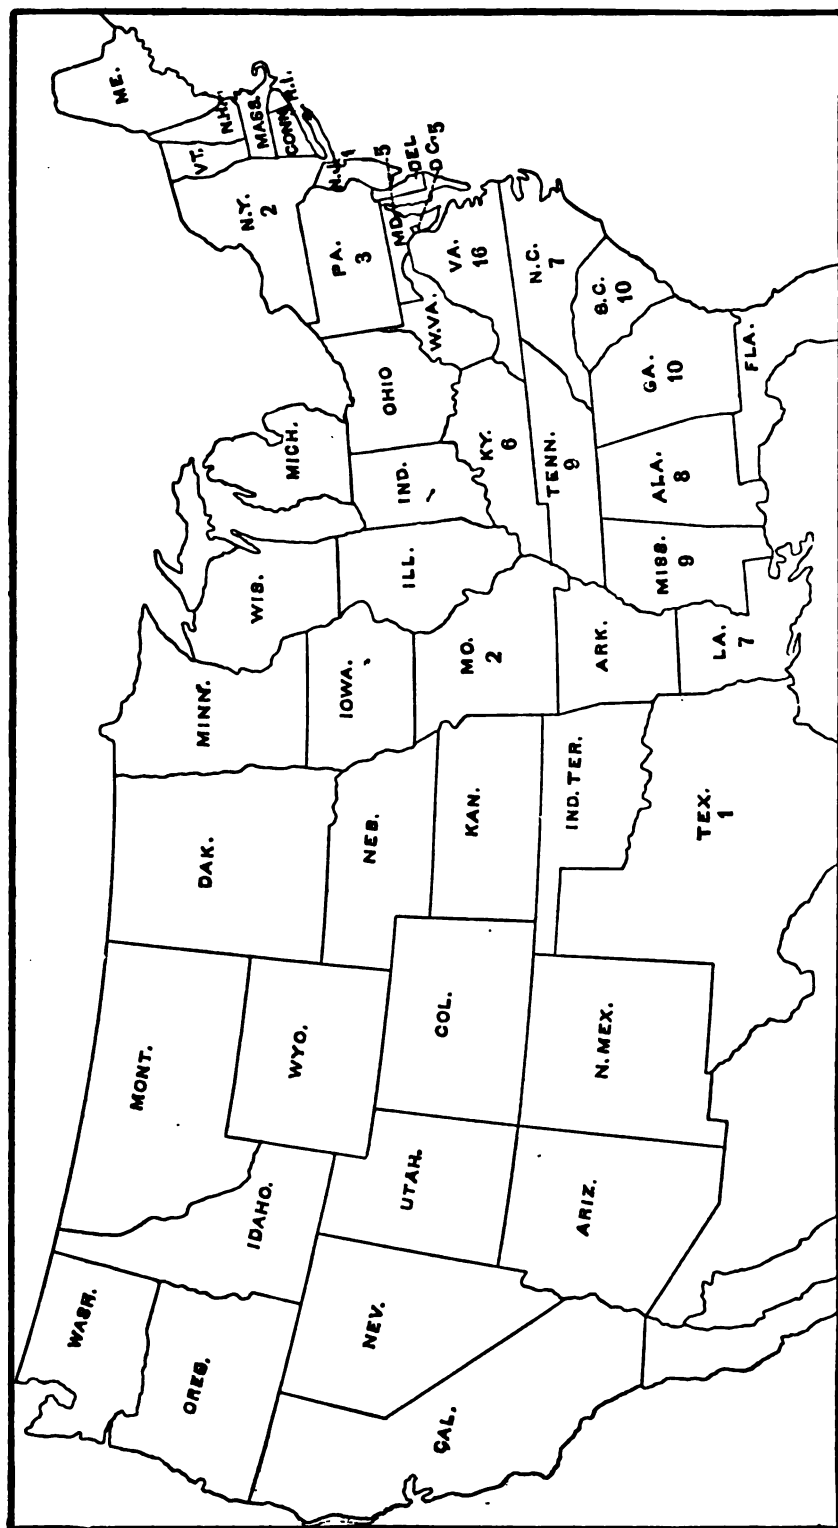 WASH.
MONT.
DAK.
MINN.
WIS.
MICH.
ME.
VT.
N.H.
MASS.
R.I.
CONN.
N.Y.
2
OREG.
IDAHO.
WYO.
NEB.
IOWA.
ILL.
IND.
OHIO
PA.
3
N.J. 1
5
DEL
D.C. 5
MD.
W.VA.
VA.
16
NEV.
UTAH.
COL.
KAN.
MO.
2
KY.
6
CAL.
ARIZ.
N.MEX.
IND. TER.
ARK.
TENN.
9
N.C.
7
S.C.
10
TEX.
1
LA.
7
MISS.
9
ALA.
8
GA.
10
FLA.